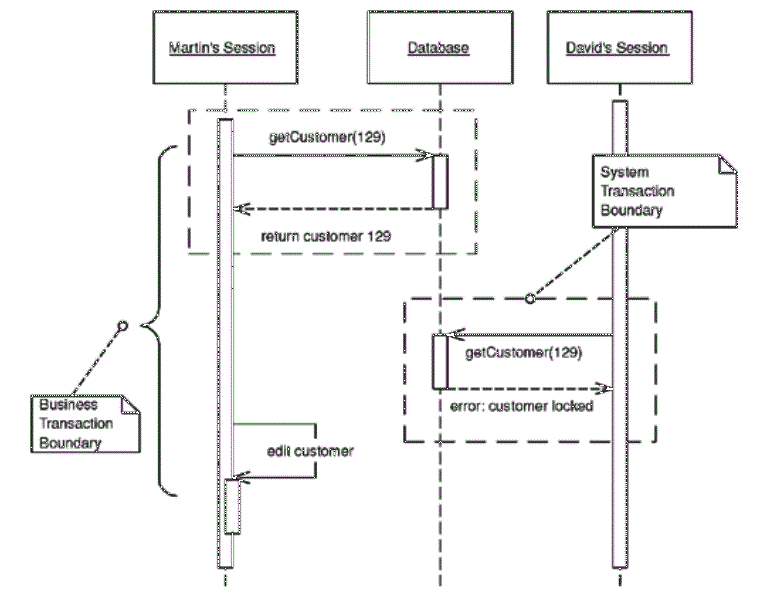 Martin's Session
Database
David's Session
getCustomer(129)
System
Transaction
Boundary
return customer 129
getCustomer(129)
error: customer locked
Business
Transaction
Boundary
edit customer